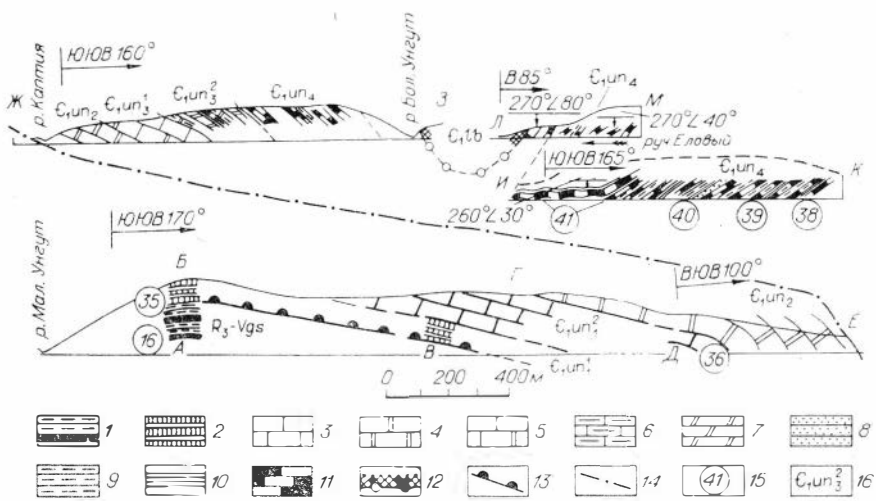 ЮЮВ 160°
Ж
р. Каптия
Є₁un₂
Є₁un₃¹
Є₁un₃²
Є₁un₄
р. Бол. Унгут
З
Є₁lb
В 85°
270°∠80°
Є₁un₄
Л
М
270°∠40°
руч Еловый
ЮЮВ 165°
И
Є₁un₄
К
260°∠30°
41
40
39
38
р. Мал. Унгут
ЮЮВ 170°
Б
35
16
А
R₃-Vgs
Г
В
Є₁un₁²
Є₁un₁¹
Д
36
ВЮВ 100°
Є₁un₂
Е
0 200 400 м
1 2 3 4 5 6 7 8
9 10 11 12 13 14 41 15 Є₁un₃² 16